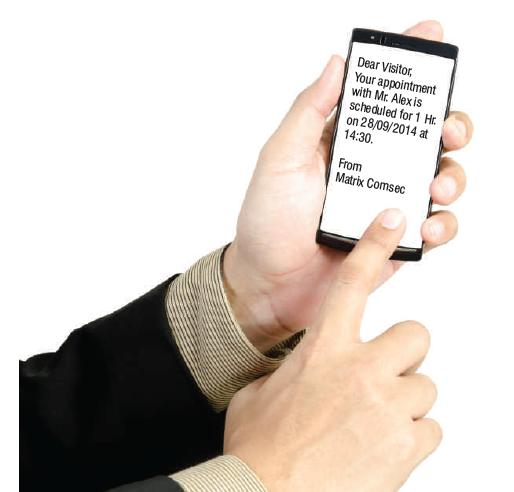 Dear Visitor,
Your appointment
with Mr. Alex is
scheduled for 1 Hr.
on 28/09/2014 at
14:30.
From
Matrix Comsec